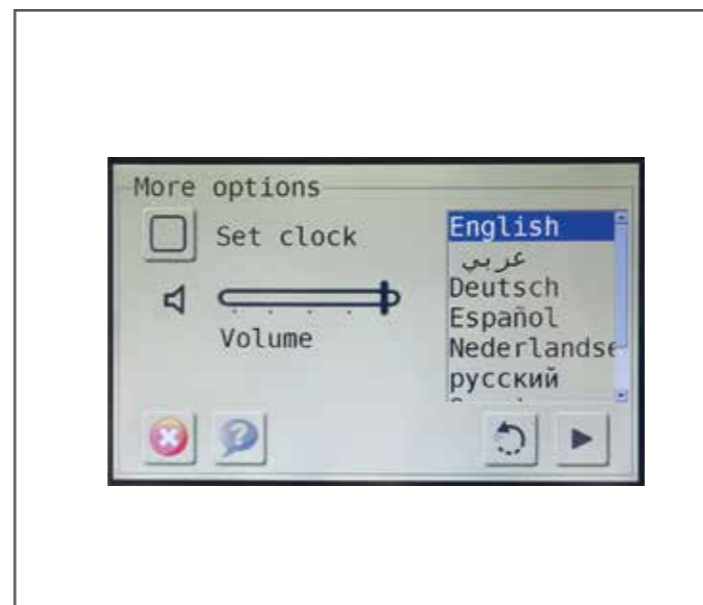 More options
Set clock
Volume
English
عربي
Deutsch
Español
Nederlandse
русский